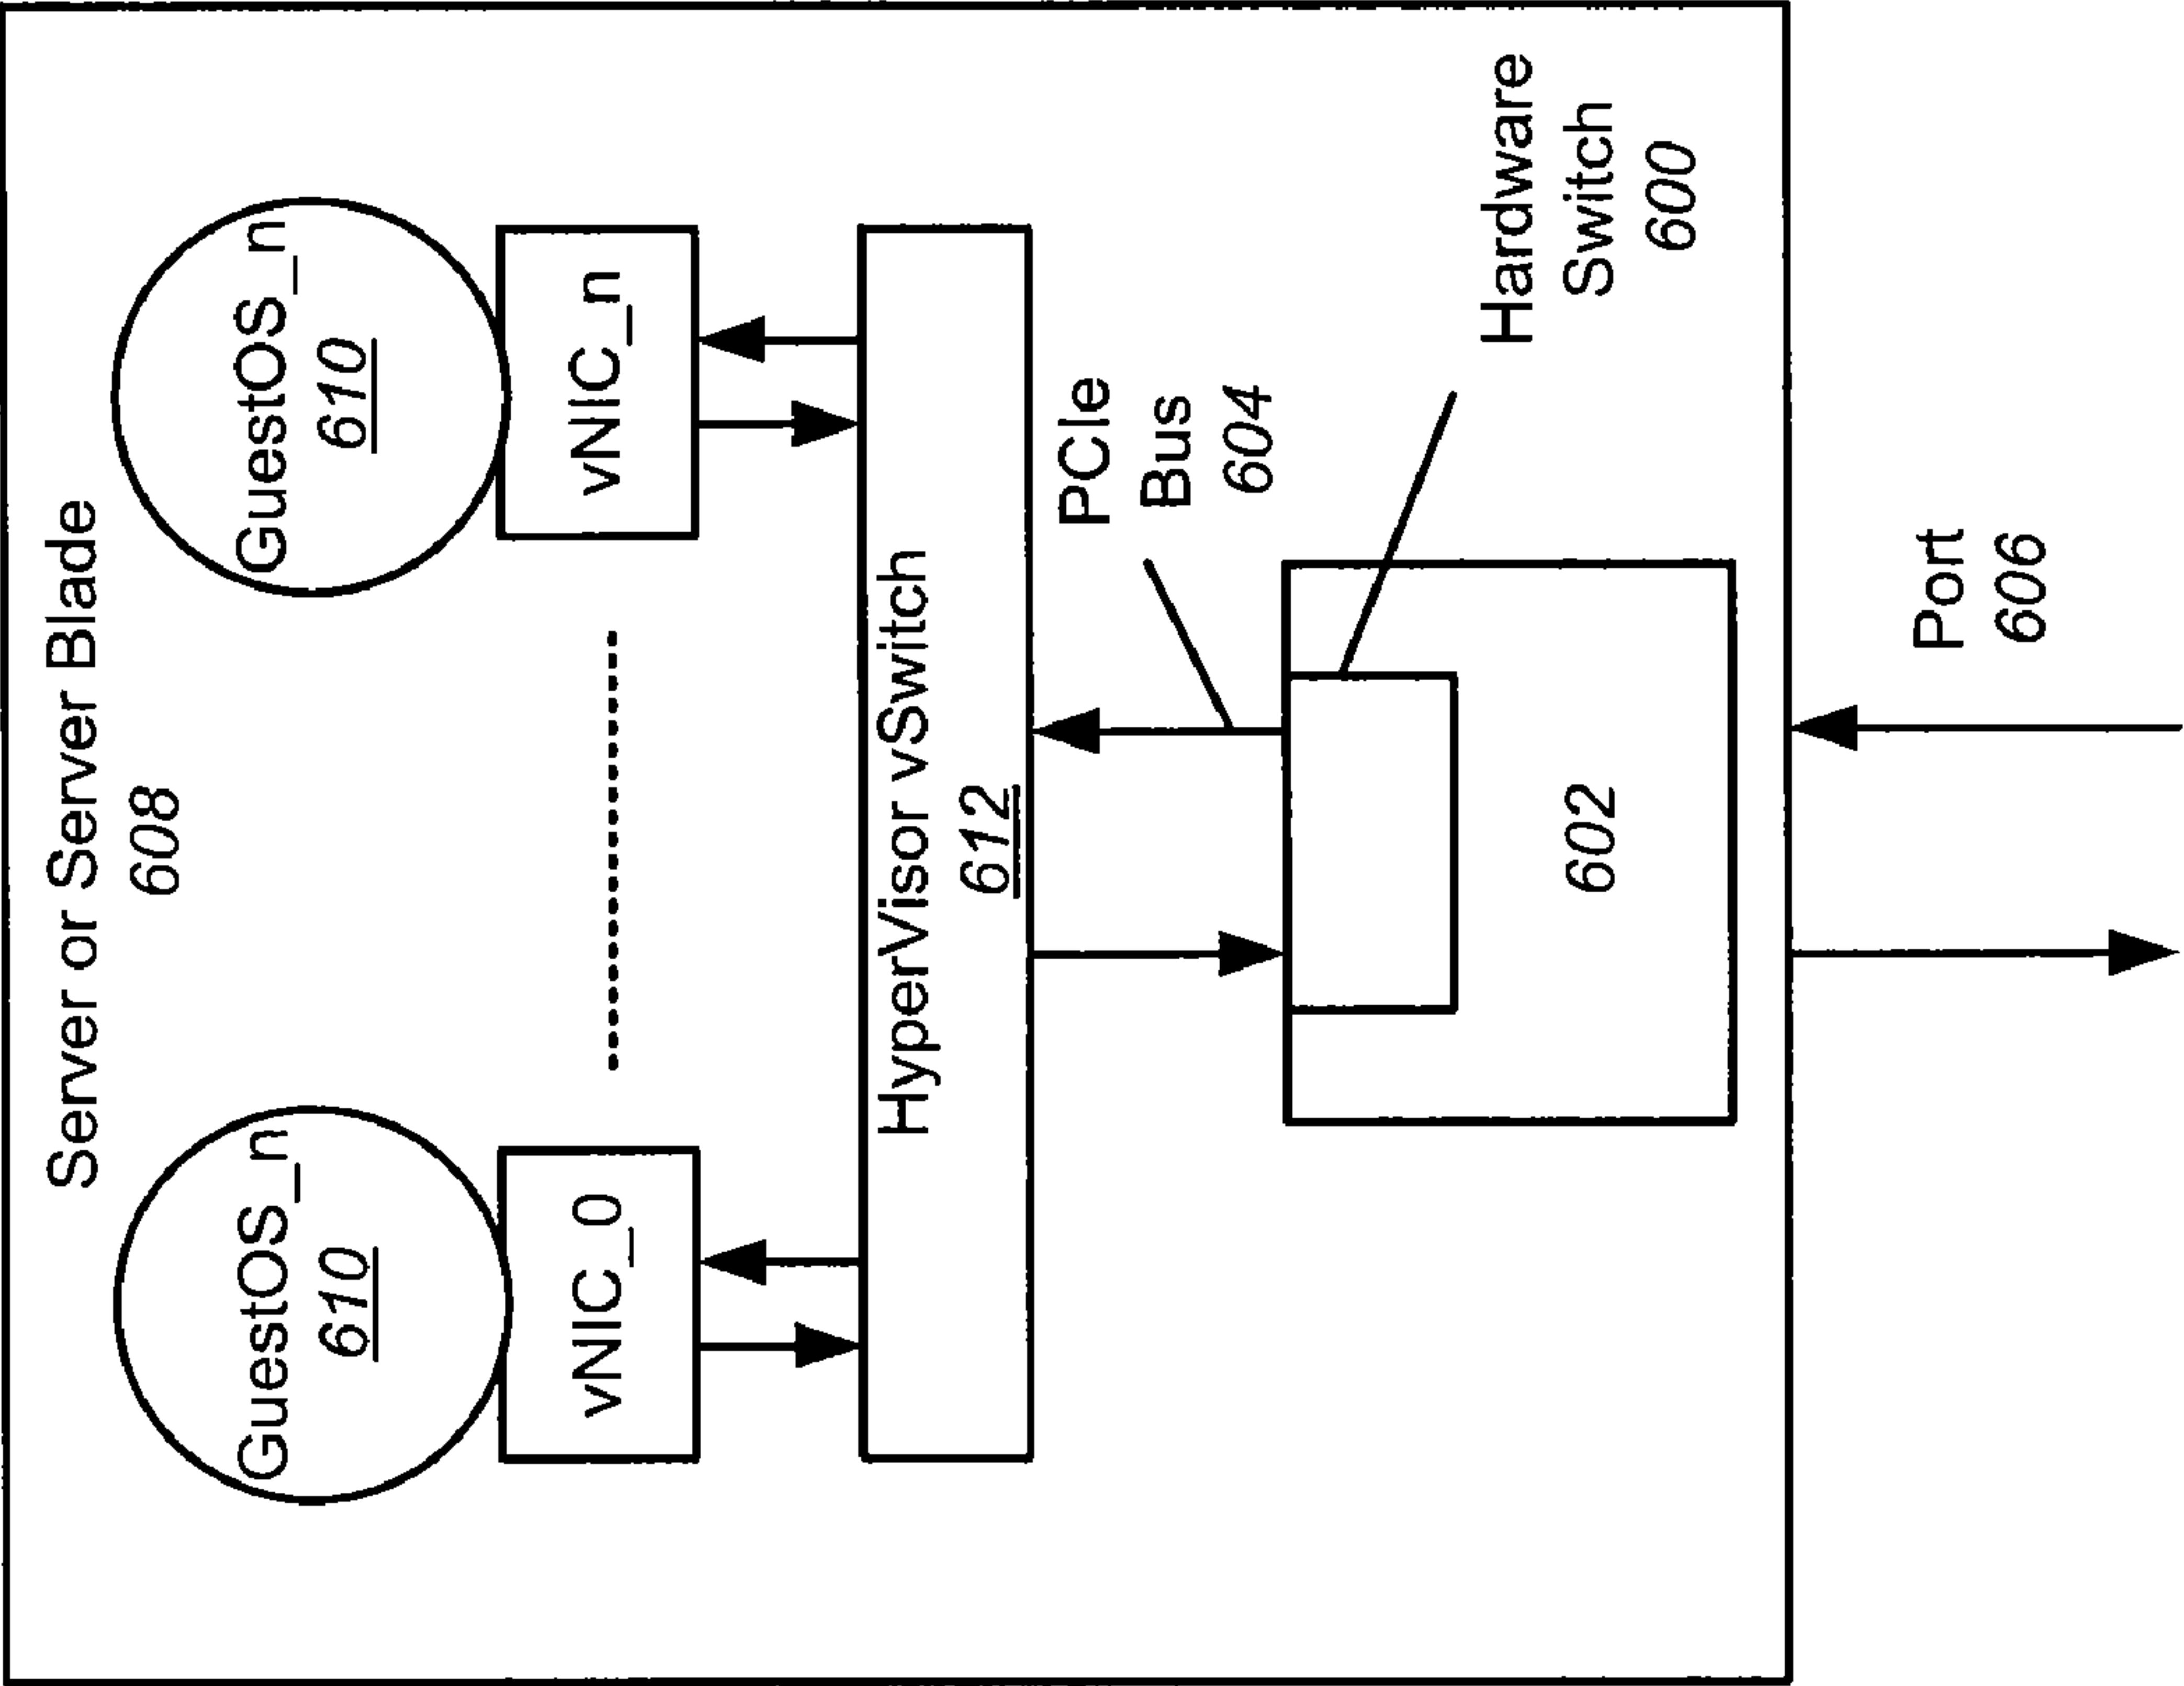 Server or Server Blade
608
GuestOS_n
610
GuestOS_n
610
vNIC_0
vNIC_n
HyperVisor vSwitch
612
PCIe
Bus
604
Hardware
Switch
600
602
Port
606